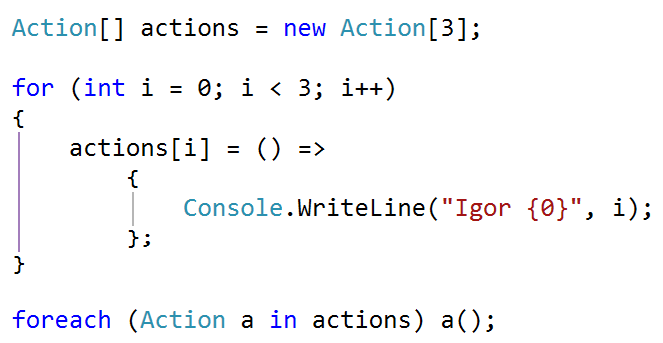 Action[] actions = new Action[3];
for (int i = 0; i < 3; i++)
{
actions[i] = () =>
{
Console.WriteLine("Igor {0}", i);
};
}
foreach (Action a in actions) a();